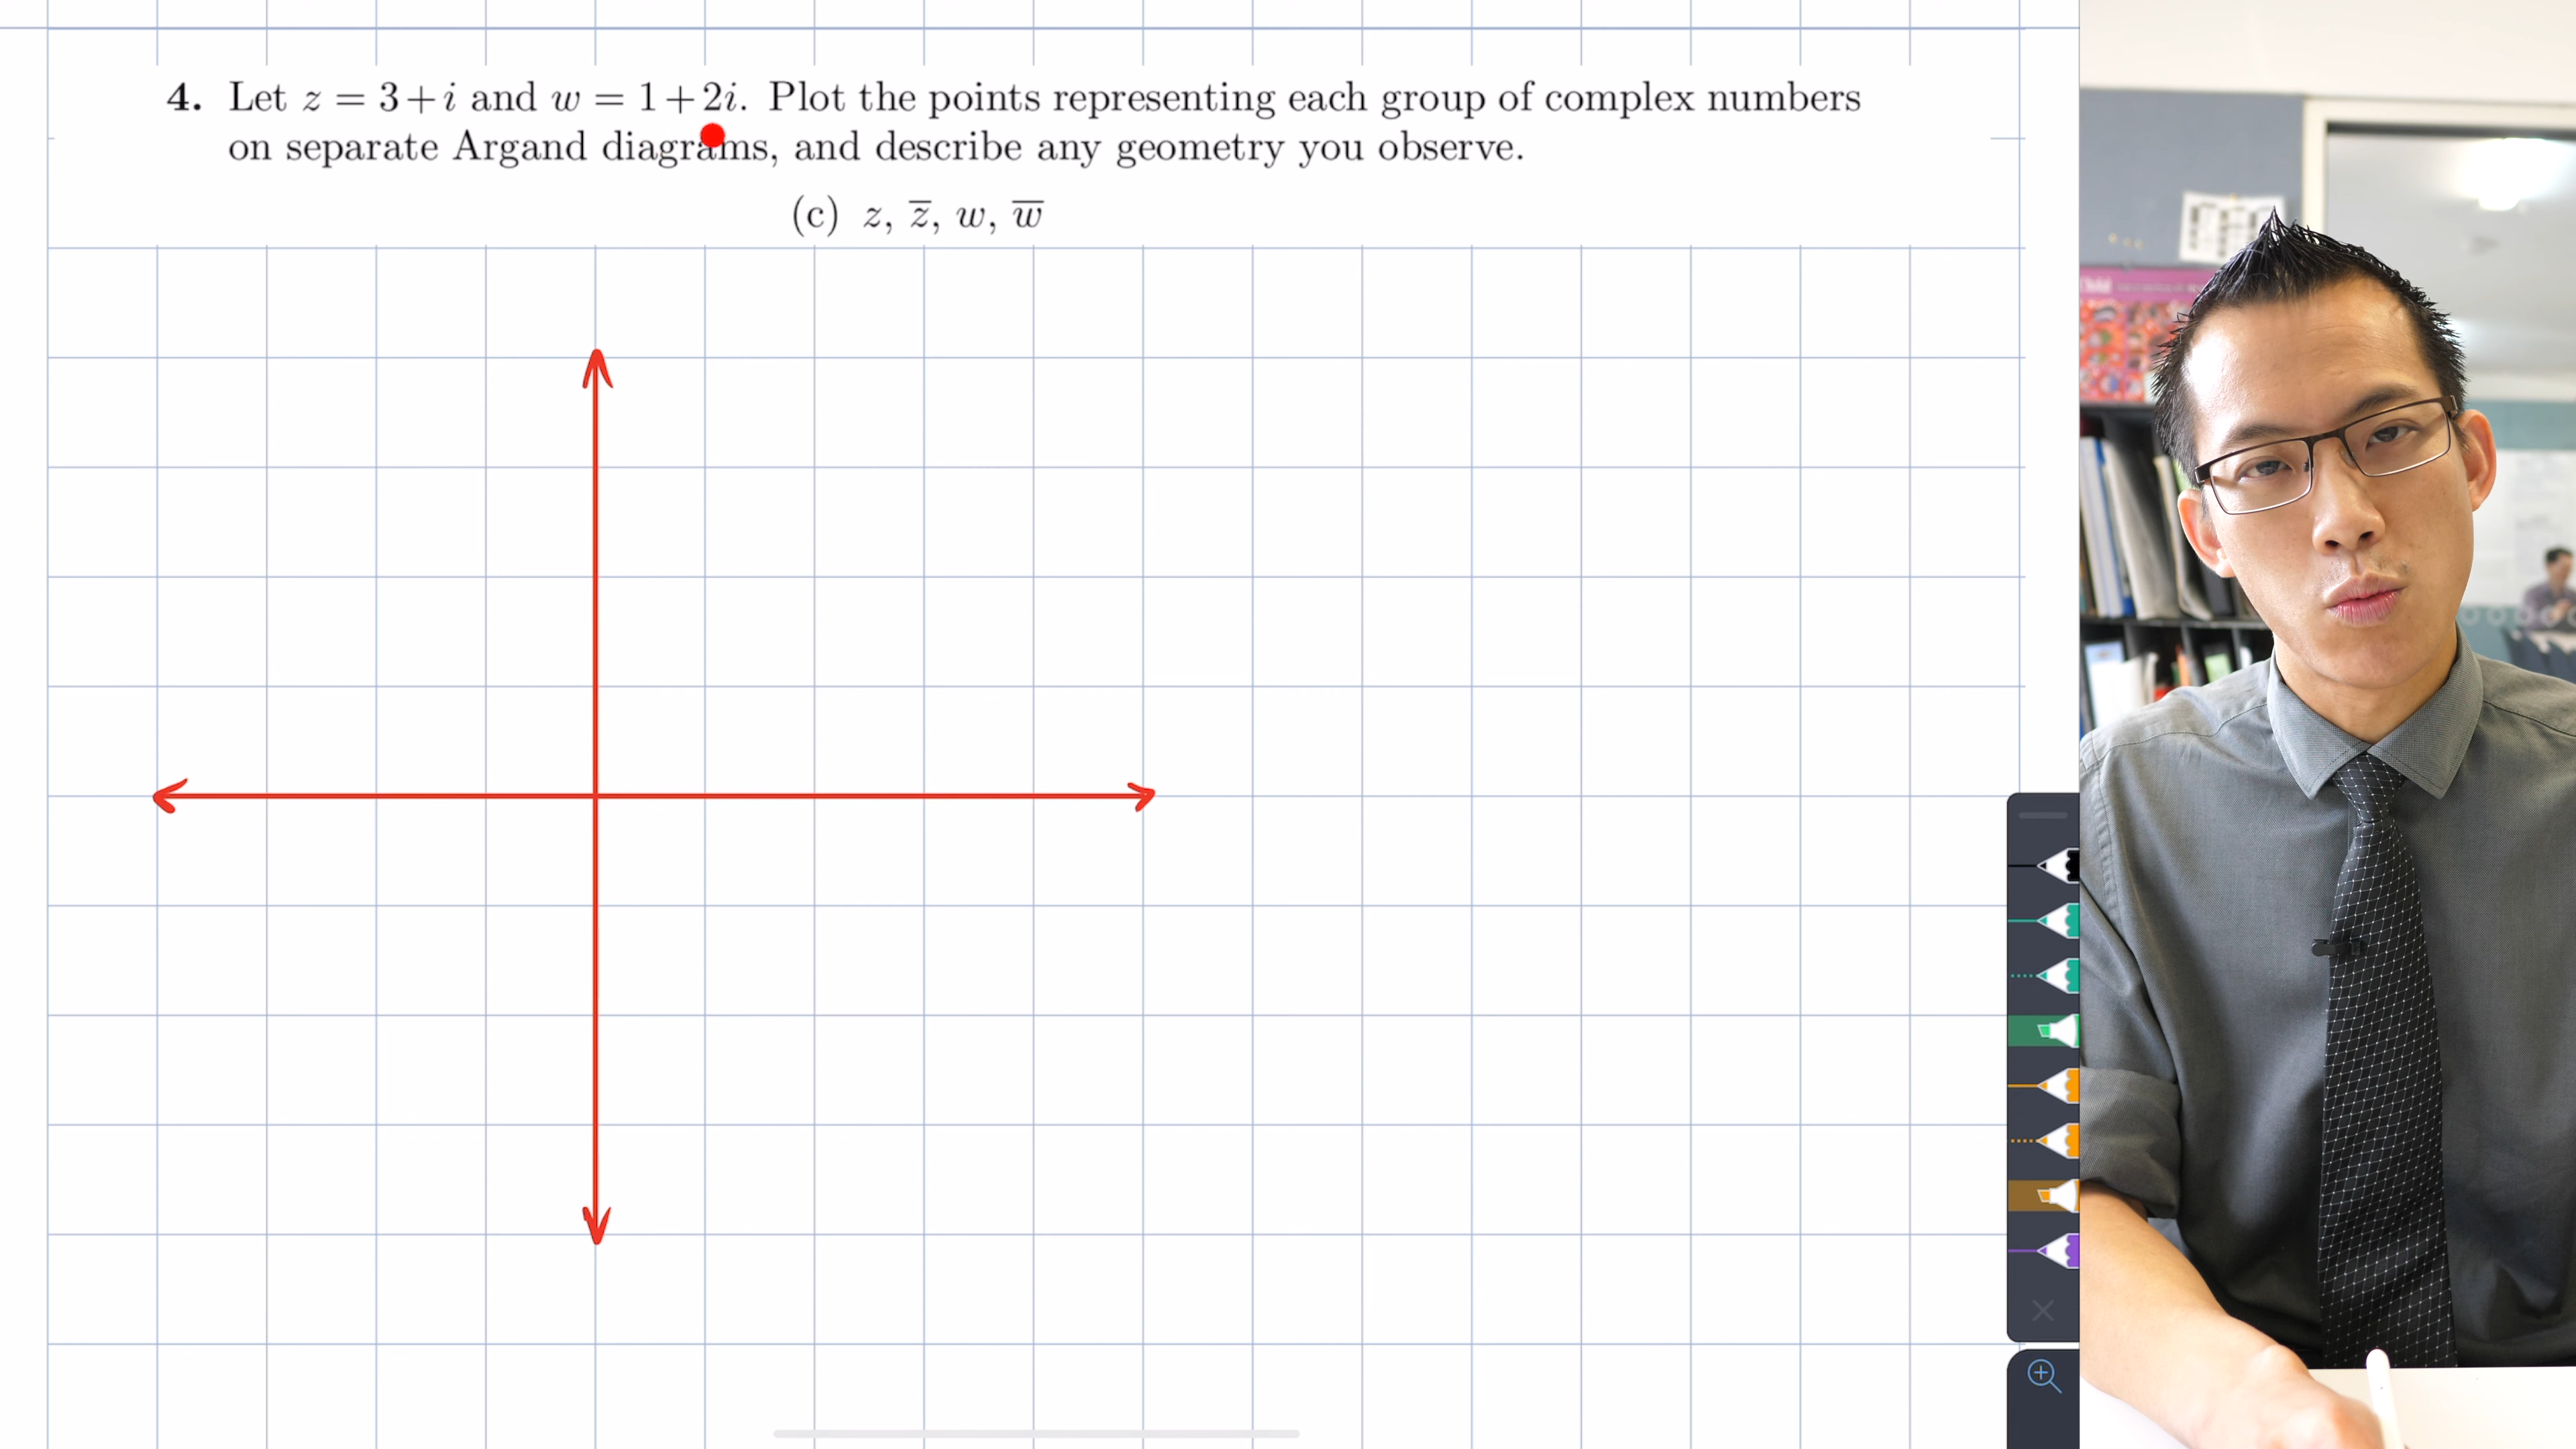 4. Let z = 3+i and w = 1+2i. Plot the points representing each group of complex numbers
on separate Argand diagrams, and describe any geometry you observe.
(c) z, z̅, w, w̅